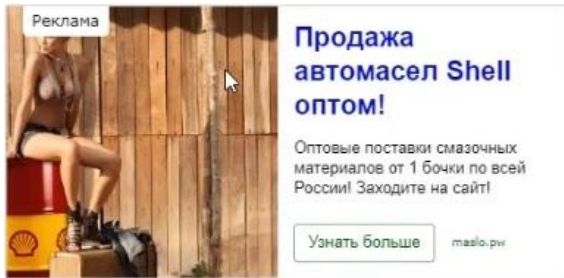 Реклама
Продажа
автомасел Shell
оптом!
Оптовые поставки смазочных
материалов от 1 бочки по всей
России! Заходите на сайт!
Узнать больше
maslo.pw